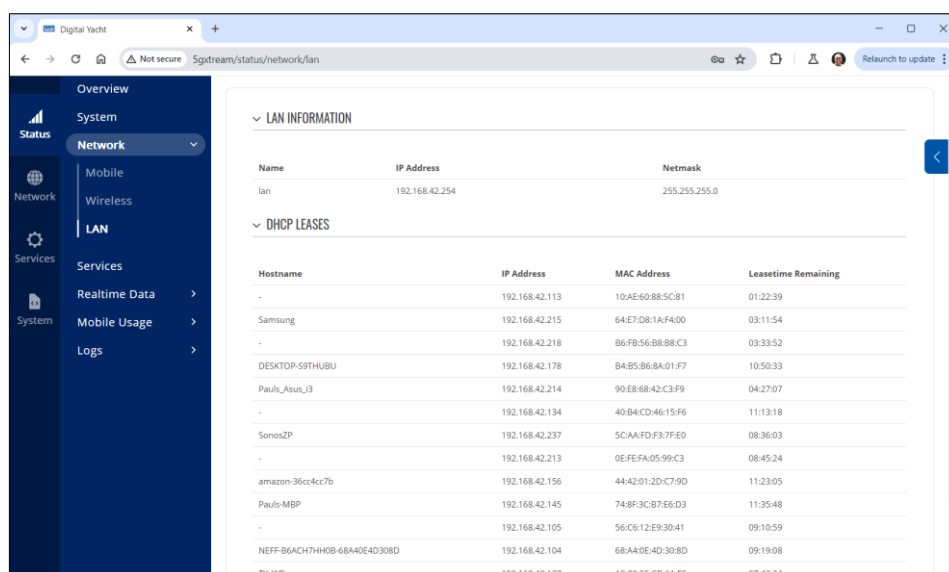 Digital Yacht
Not secure 5gxtream/status/network/lan Relaunch to update
Overview
System
Network
Mobile
Wireless
LAN
Services
Realtime Data
Mobile Usage
Logs
Status
Network
Services
System
LAN INFORMATION
Name IP Address Netmask
lan 192.168.42.254 255.255.255.0
DHCP LEASES
Hostname IP Address MAC Address Leasetime Remaining
- 192.168.42.113 10:AE:60:88:5C:81 01:22:39
Samsung 192.168.42.215 64:E7:D8:1A:F4:00 03:11:54
- 192.168.42.218 B6:FB:56:B8:B8:C3 03:33:52
DESKTOP-S9THUBU 192.168.42.178 B4:B5:B6:8A:01:F7 10:50:33
Pauls_Asus_i3 192.168.42.214 90:E8:68:42:C3:F9 04:27:07
- 192.168.42.134 40:B4:CD:46:15:F6 11:13:18
SonosZP 192.168.42.237 5C:AA:FD:F3:7F:E0 08:36:03
- 192.168.42.213 0E:FE:FA:05:99:C3 08:45:24
amazon-36cc4cc7b 192.168.42.156 44:42:01:2D:C7:9D 11:23:05
Pauls-MBP 192.168.42.145 74:8F:3C:B7:E6:D3 11:35:48
- 192.168.42.105 56:C6:12:E9:30:41 09:10:59
NEFF-B6ACH7HH0B-68A40E4D308D 192.168.42.104 68:A4:0E:4D:30:8D 09:19:08